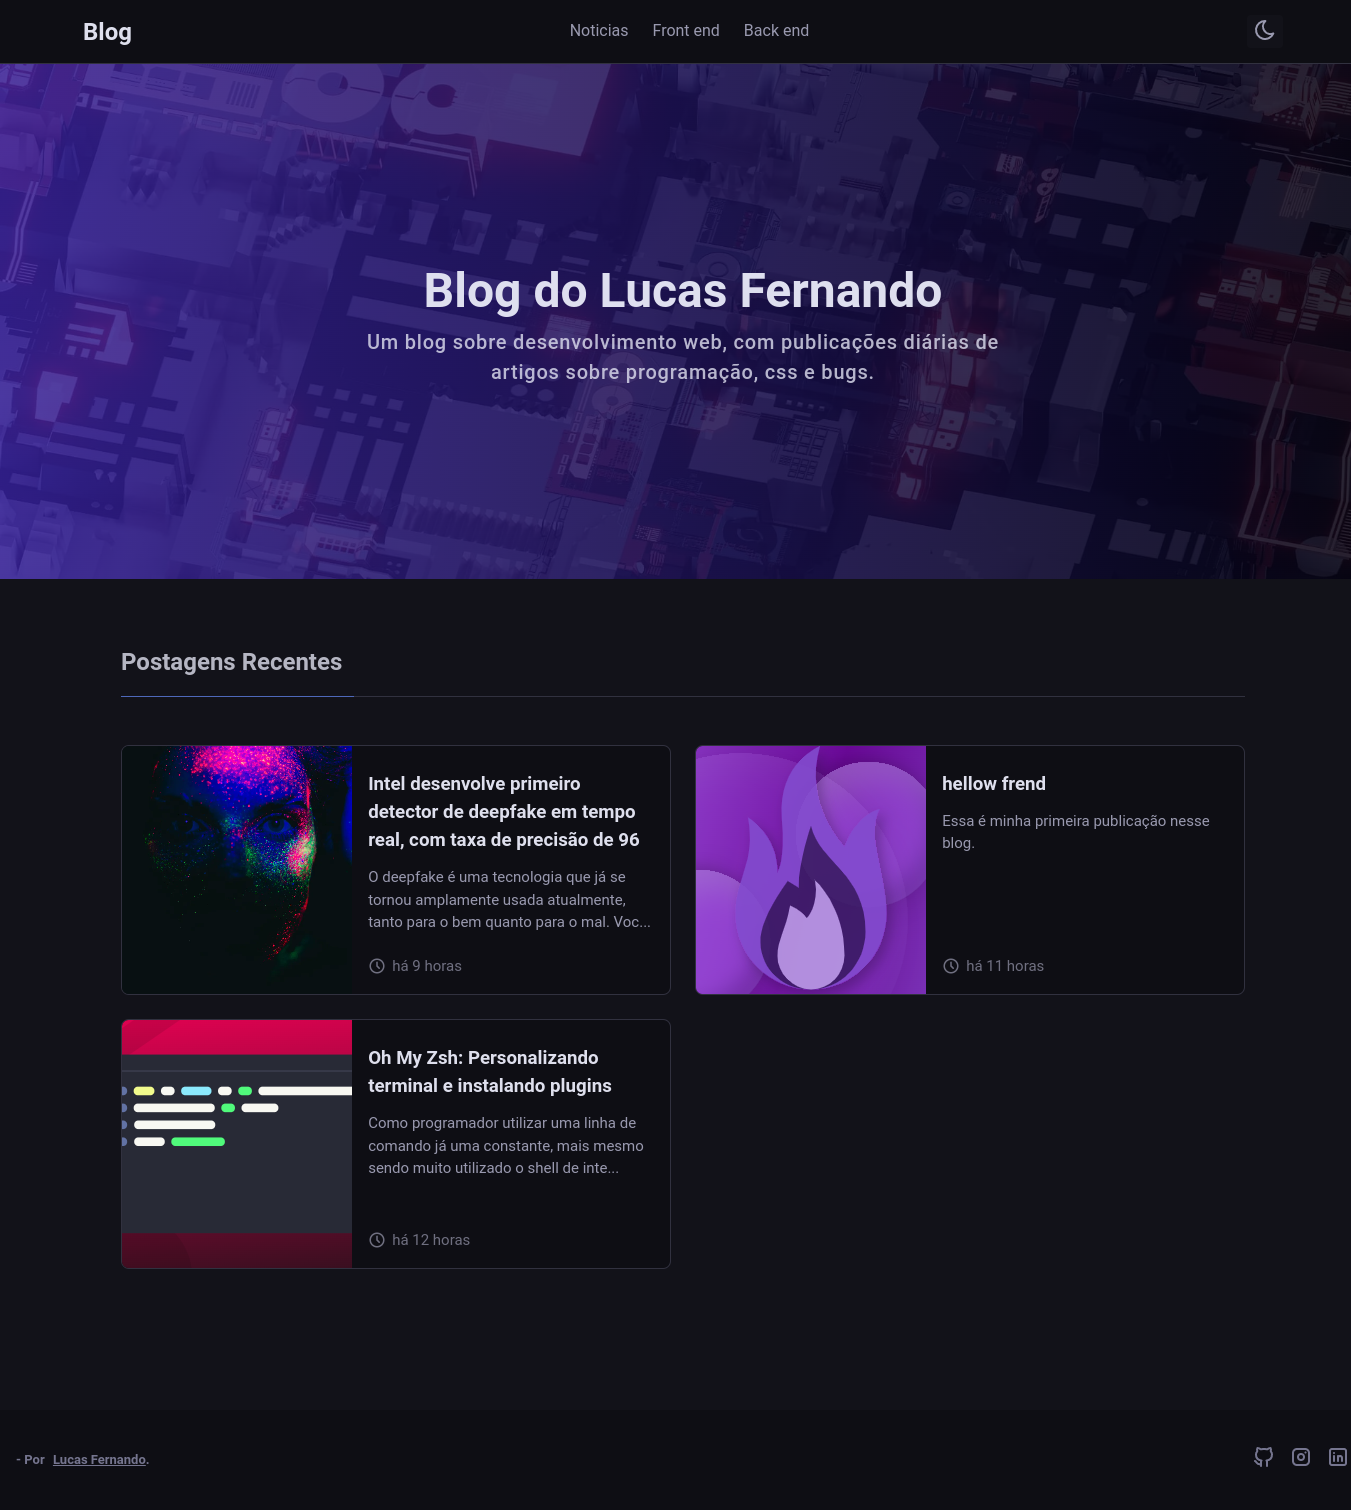 Blog
Noticias
Front end
Back end
Blog do Lucas Fernando
Um blog sobre desenvolvimento web, com publicações diárias de
artigos sobre programação, css e bugs.
Postagens Recentes
Intel desenvolve primeiro
detector de deepfake em tempo
real, com taxa de precisão de 96
O deepfake é uma tecnologia que já se
tornou amplamente usada atualmente,
tanto para o bem quanto para o mal. Voc...
há 9 horas
hellow frend
Essa é minha primeira publicação nesse
blog.
há 11 horas
Oh My Zsh: Personalizando
terminal e instalando plugins
Como programador utilizar uma linha de
comando já uma constante, mais mesmo
sendo muito utilizado o shell de inte...
há 12 horas
- Por Lucas Fernando.